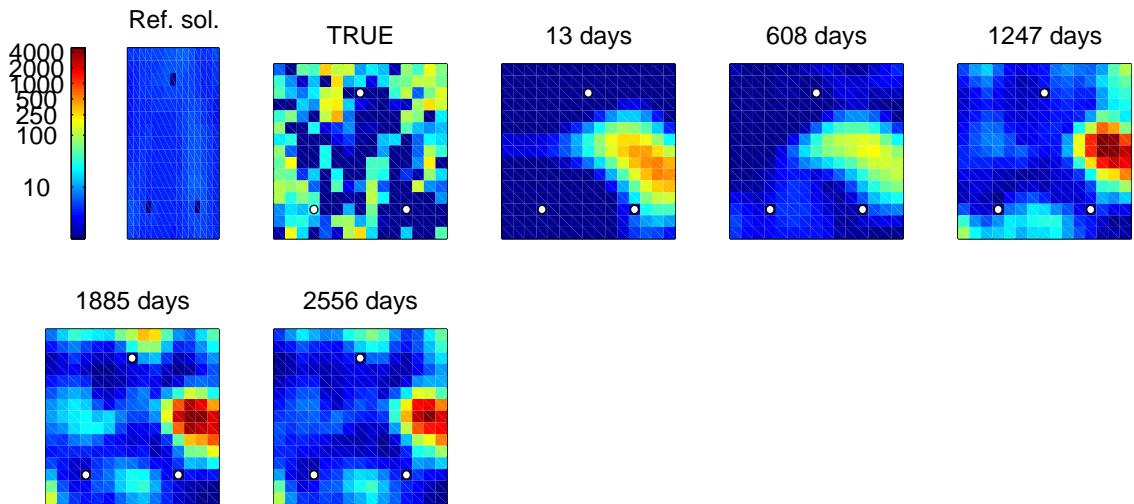 Ref. sol.
TRUE
13 days
608 days
1247 days
4000
2000
1000
500
250
100
10
1885 days
2556 days